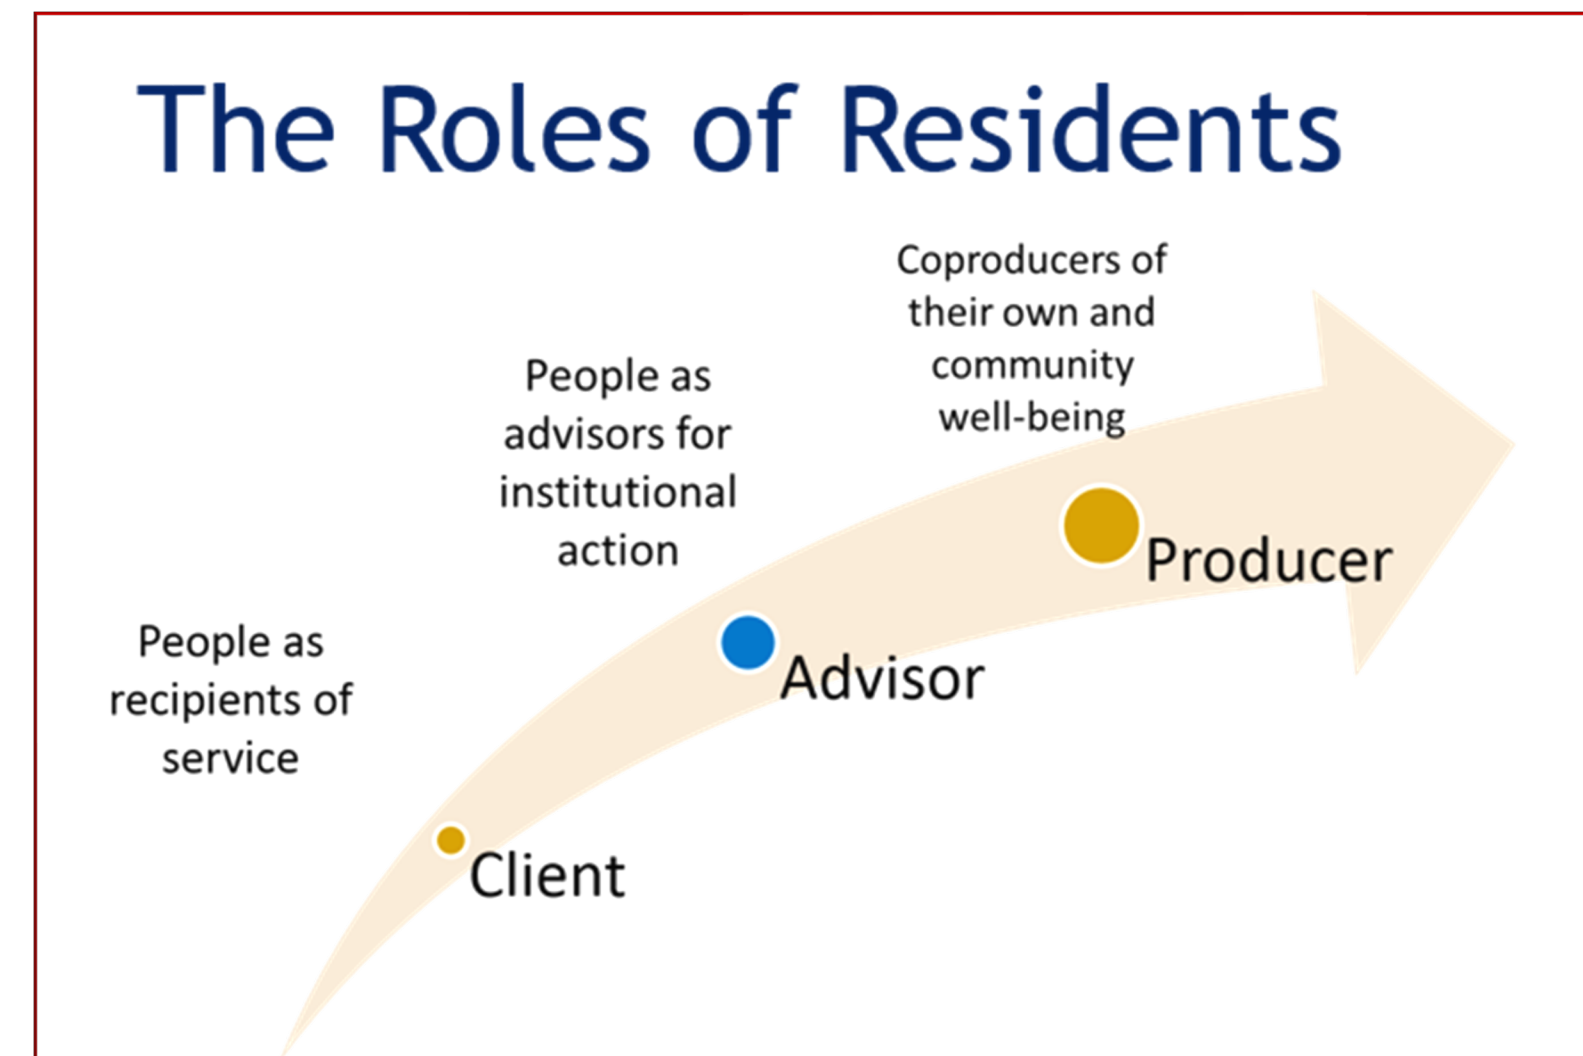 The Roles of Residents
Coproducers of
their own and
community
well-being
People as
advisors for
institutional
action
Producer
Advisor
People as
recipients of
service
Client